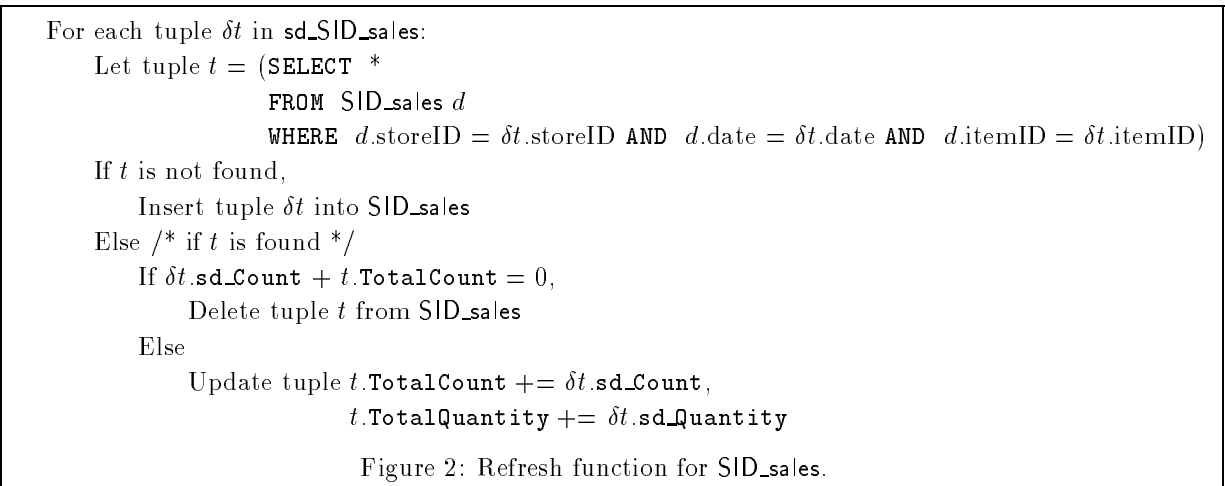 For each tuple δt in sd_SID_sales:
Let tuple t = (SELECT *
FROM SID_sales d
WHERE d.storeID = δt.storeID AND d.date = δt.date AND d.itemID = δt.itemID)
If t is not found,
Insert tuple δt into SID_sales
Else /* if t is found */
If δt.sd_Count + t.TotalCount = 0,
Delete tuple t from SID_sales
Else
Update tuple t.TotalCount += δt.sd_Count,
t.TotalQuantity += δt.sd_Quantity
Figure 2: Refresh function for SID_sales.